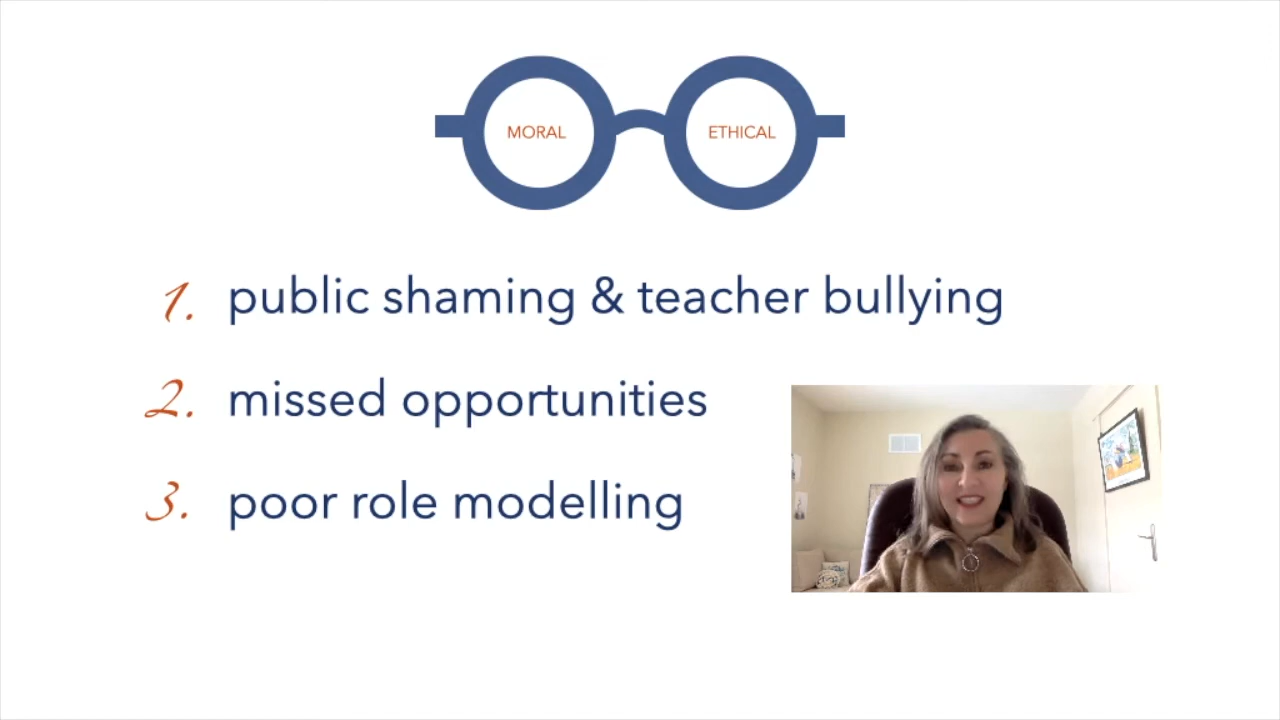 MORAL
ETHICAL
1. public shaming & teacher bullying
2. missed opportunities
3. poor role modelling